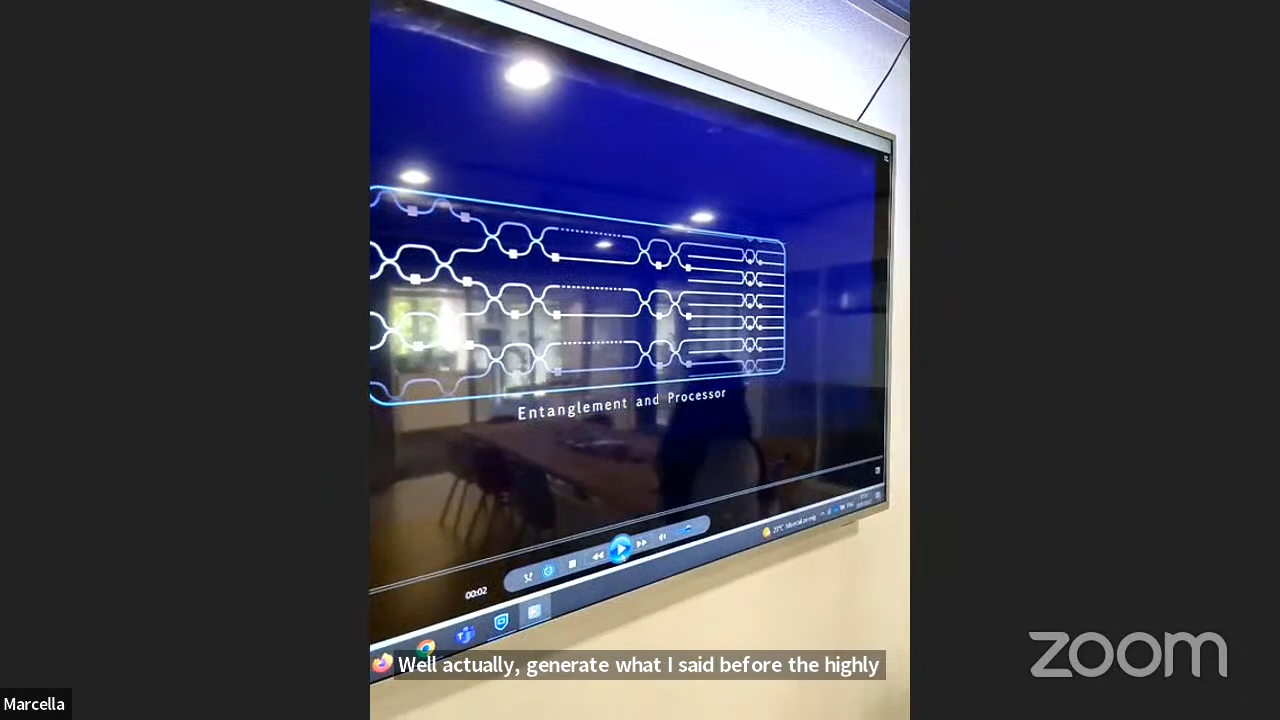 Entanglement and Processor
00:02
Well actually, generate what I said before the highly
zoom
Marcella